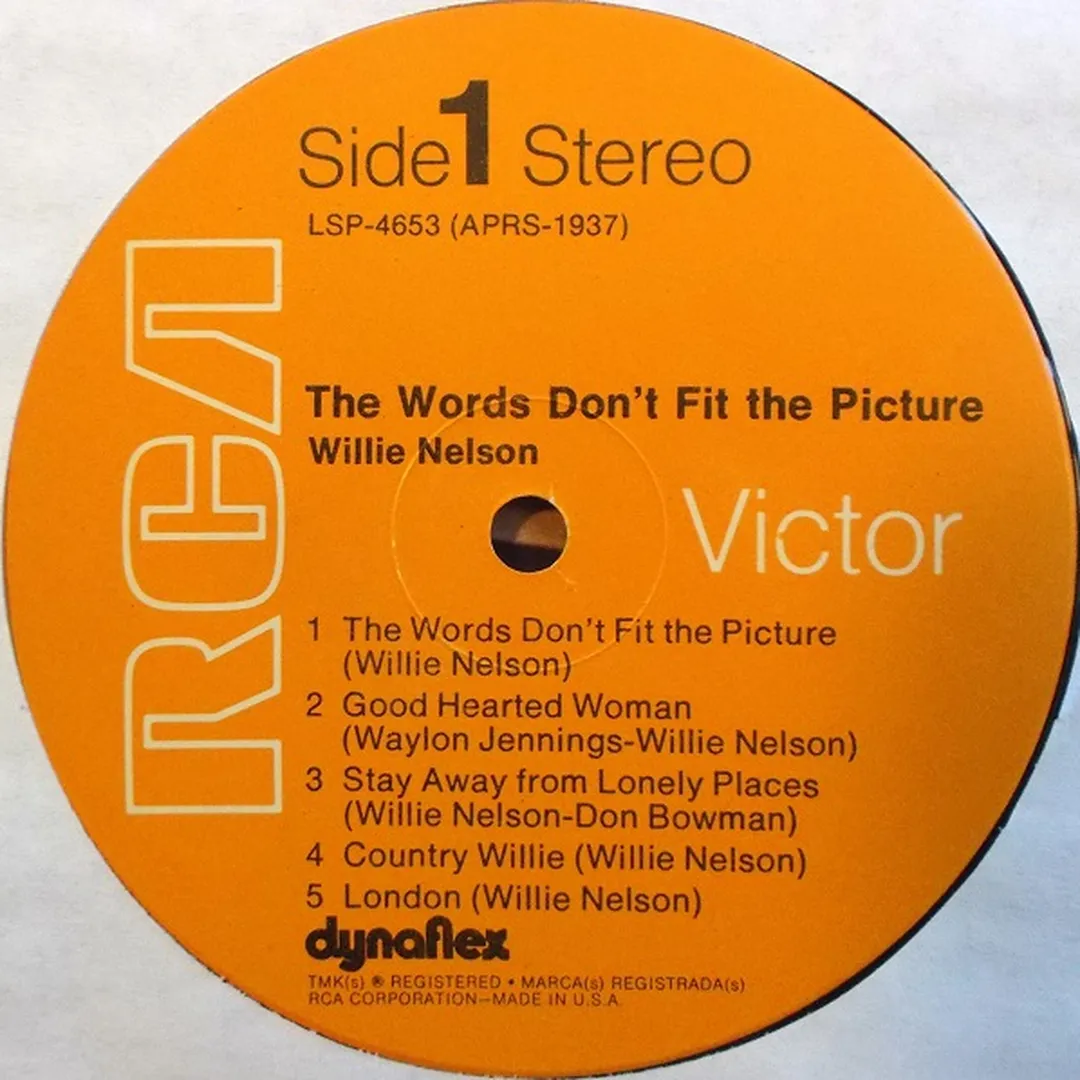 Side 1 Stereo
LSP-4653 (APRS-1937)
RCA
The Words Don't Fit the Picture
Willie Nelson
Victor
1 The Words Don't Fit the Picture
(Willie Nelson)
2 Good Hearted Woman
(Waylon Jennings-Willie Nelson)
3 Stay Away from Lonely Places
(Willie Nelson-Don Bowman)
4 Country Willie (Willie Nelson)
5 London (Willie Nelson)
dynaflex
TMK(s) ® REGISTERED • MARCA(s) REGISTRADA(s)
RCA CORPORATION—MADE IN U.S.A.